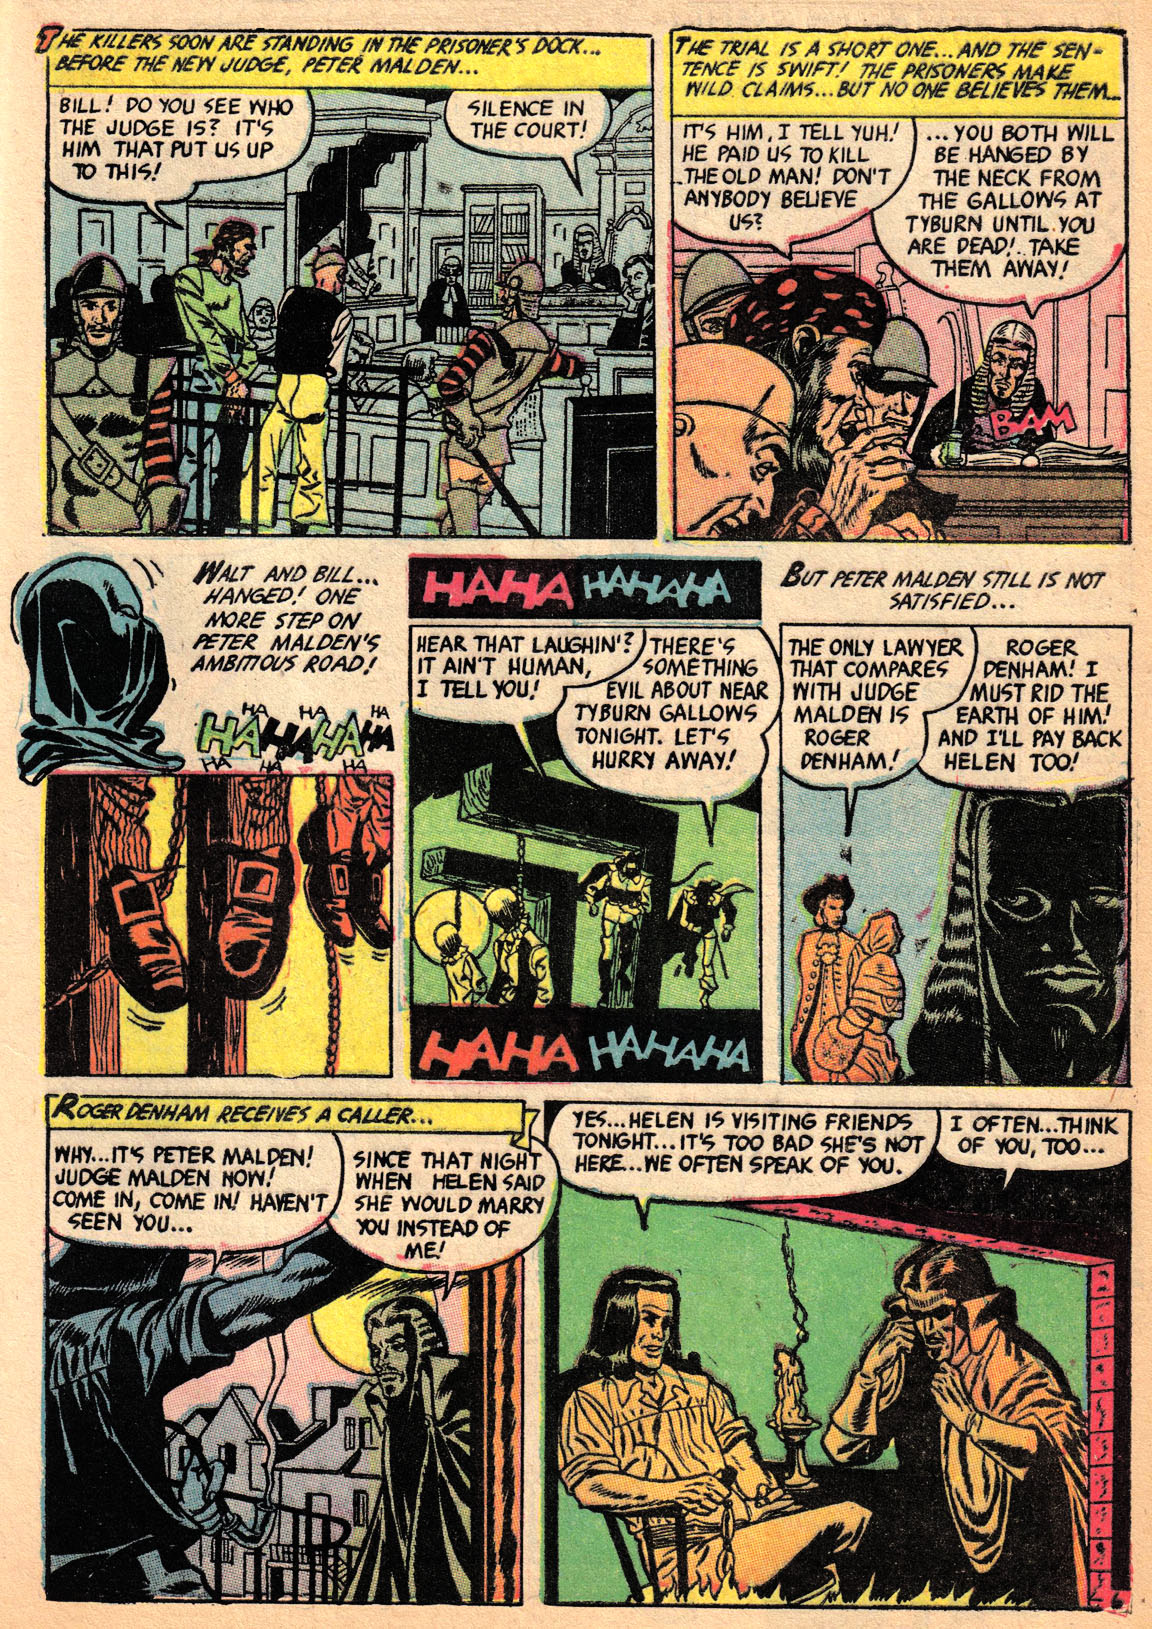 THE KILLERS SOON ARE STANDING IN THE PRISONER'S DOCK...
BEFORE THE NEW JUDGE, PETER MALDEN...
BILL! DO YOU SEE WHO
THE JUDGE IS? IT'S
HIM THAT PUT US UP
TO THIS!
SILENCE IN
THE COURT!
THE TRIAL IS A SHORT ONE...AND THE SEN-
TENCE IS SWIFT! THE PRISONERS MAKE
WILD CLAIMS...BUT NO ONE BELIEVES THEM...
IT'S HIM, I TELL YUH!
HE PAID US TO KILL
THE OLD MAN! DON'T
ANYBODY BELIEVE
US?
...YOU BOTH WILL
BE HANGED BY
THE NECK FROM
THE GALLOWS AT
TYBURN UNTIL YOU
ARE DEAD!..TAKE
THEM AWAY!
BAM
WALT AND BILL...
HANGED! ONE
MORE STEP ON
PETER MALDEN'S
AMBITIOUS ROAD!
HA HA HA
HAHAHAHA
HA HA HA
HAHA HAHAHA
HEAR THAT LAUGHIN'?
IT AIN'T HUMAN,
I TELL YOU!
THERE'S
SOMETHING
EVIL ABOUT NEAR
TYBURN GALLOWS
TONIGHT. LET'S
HURRY AWAY!
HAHA HAHAHA
BUT PETER MALDEN STILL IS NOT
SATISFIED...
THE ONLY LAWYER
THAT COMPARES
WITH JUDGE
MALDEN IS
ROGER
DENHAM!
ROGER
DENHAM! I
MUST RID THE
EARTH OF HIM!
AND I'LL PAY BACK
HELEN TOO!
ROGER DENHAM RECEIVES A CALLER...
WHY...IT'S PETER MALDEN!
JUDGE MALDEN NOW!
COME IN, COME IN! HAVEN'T
SEEN YOU...
SINCE THAT NIGHT
WHEN HELEN SAID
SHE WOULD MARRY
YOU INSTEAD OF
ME!
YES...HELEN IS VISITING FRIENDS
TONIGHT...IT'S TOO BAD SHE'S NOT
HERE...WE OFTEN SPEAK OF YOU.
I OFTEN...THINK
OF YOU, TOO...
6